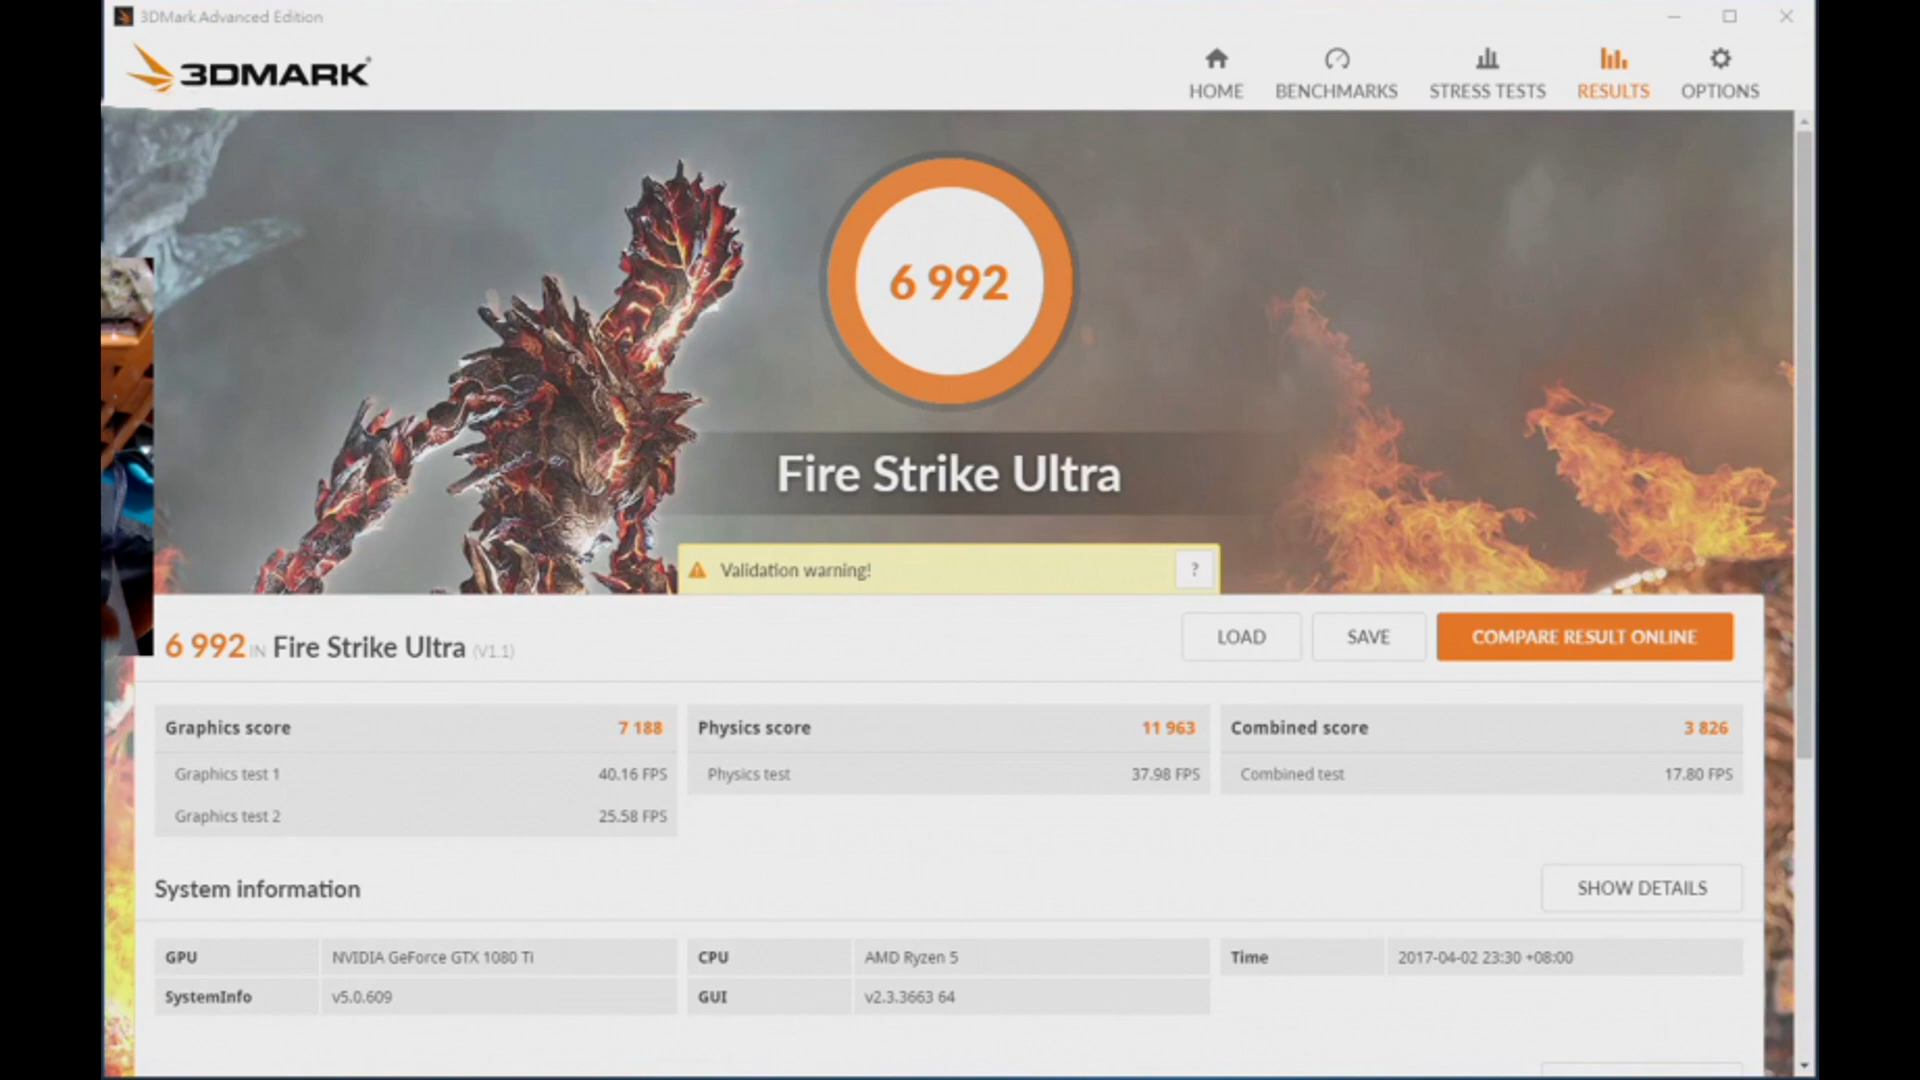 3DMark Advanced Edition
3DMARK
HOME
BENCHMARKS
STRESS TESTS
RESULTS
OPTIONS
6 992
Fire Strike Ultra
Validation warning!
?
6 992 IN Fire Strike Ultra (V1.1)
LOAD
SAVE
COMPARE RESULT ONLINE
Graphics score 7 188
Graphics test 1 40.16 FPS
Graphics test 2 25.58 FPS
Physics score 11 963
Physics test 37.98 FPS
Combined score 3 826
Combined test 17.80 FPS
System information
SHOW DETAILS
GPU NVIDIA GeForce GTX 1080 Ti
CPU AMD Ryzen 5
Time 2017-04-02 23:30 +08:00
SystemInfo v5.0.609
GUI v2.3.3663 64